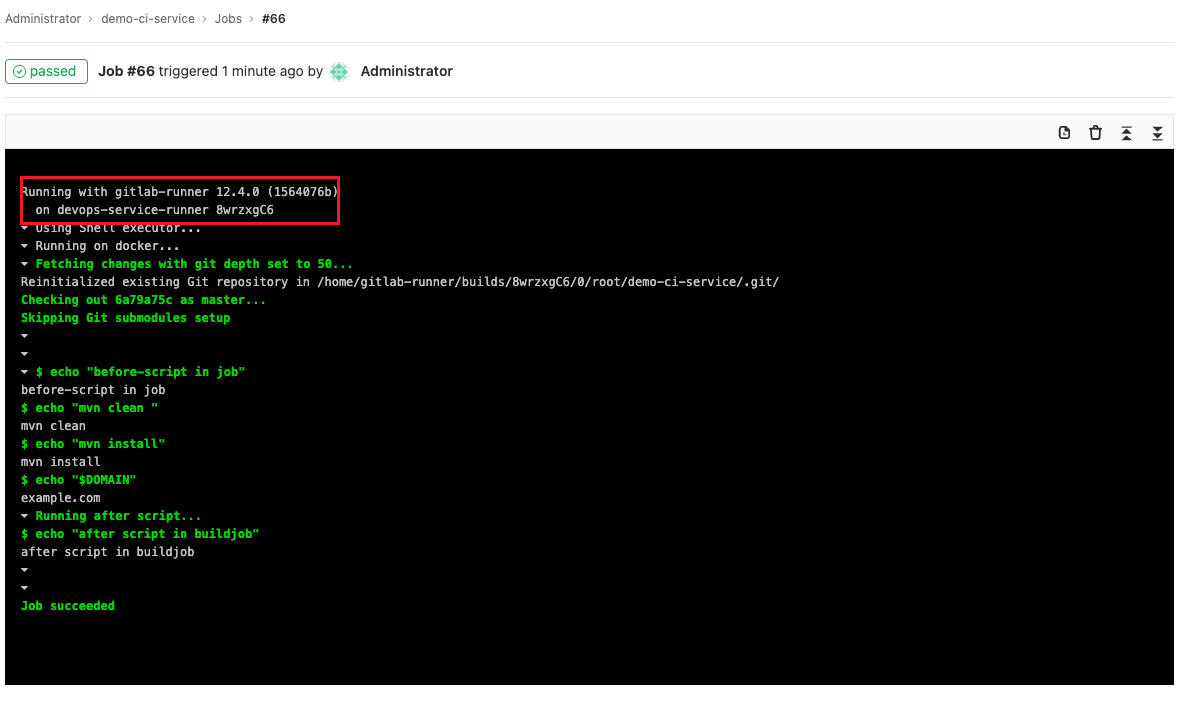 Administrator > demo-ci-service > Jobs > #66
passed Job #66 triggered 1 minute ago by Administrator
Running with gitlab-runner 12.4.0 (1564076b)
on devops-service-runner 8wrzxgC6
Using Shell executor...
Running on docker...
Fetching changes with git depth set to 50...
Reinitialized existing Git repository in /home/gitlab-runner/builds/8wrzxgC6/0/root/demo-ci-service/.git/
Checking out 6a79a75c as master...
Skipping Git submodules setup
$ echo "before-script in job"
before-script in job
$ echo "mvn clean "
mvn clean
$ echo "mvn install"
mvn install
$ echo "$DOMAIN"
example.com
Running after script...
$ echo "after script in buildjob"
after script in buildjob
Job succeeded